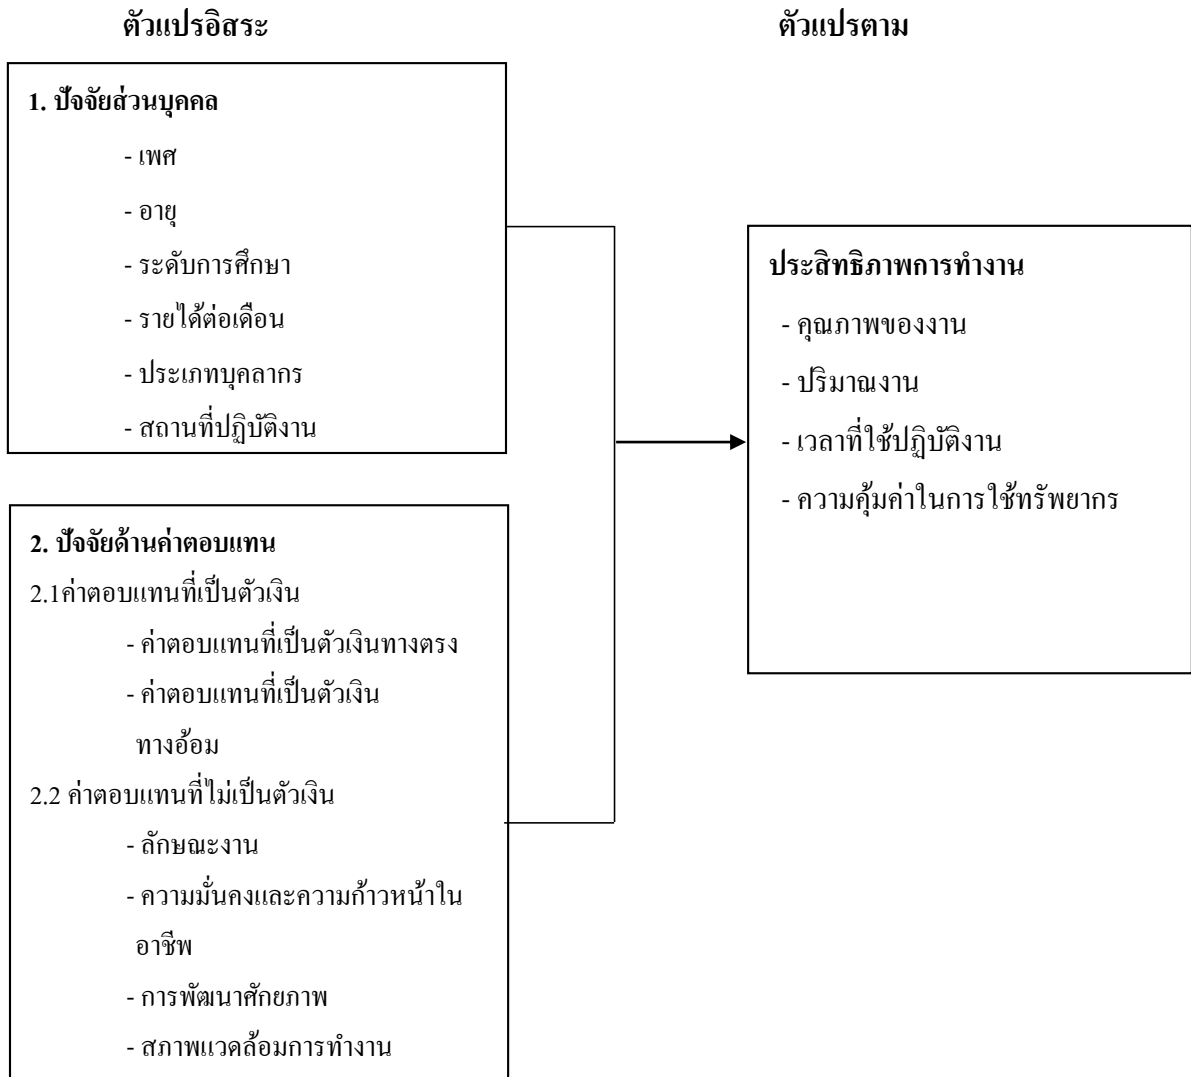 ตัวแปรอิสระ
ตัวแปรตาม
1. ปัจจัยส่วนบุคคล
- เพศ
- อายุ
- ระดับการศึกษา
- รายได้ต่อเดือน
- ประเภทบุคลากร
- สถานที่ปฏิบัติงาน
2. ปัจจัยด้านค่าตอบแทน
2.1ค่าตอบแทนที่เป็นตัวเงิน
- ค่าตอบแทนที่เป็นตัวเงินทางตรง
- ค่าตอบแทนที่เป็นตัวเงิน
ทางอ้อม
2.2 ค่าตอบแทนที่ไม่เป็นตัวเงิน
- ลักษณะงาน
- ความมั่นคงและความก้าวหน้าใน
อาชีพ
- การพัฒนาศักยภาพ
- สภาพแวดล้อมการทำงาน
ประสิทธิภาพการทำงาน
- คุณภาพของงาน
- ปริมาณงาน
- เวลาที่ใช้ปฏิบัติงาน
- ความคุ้มค่าในการใช้ทรัพยากร